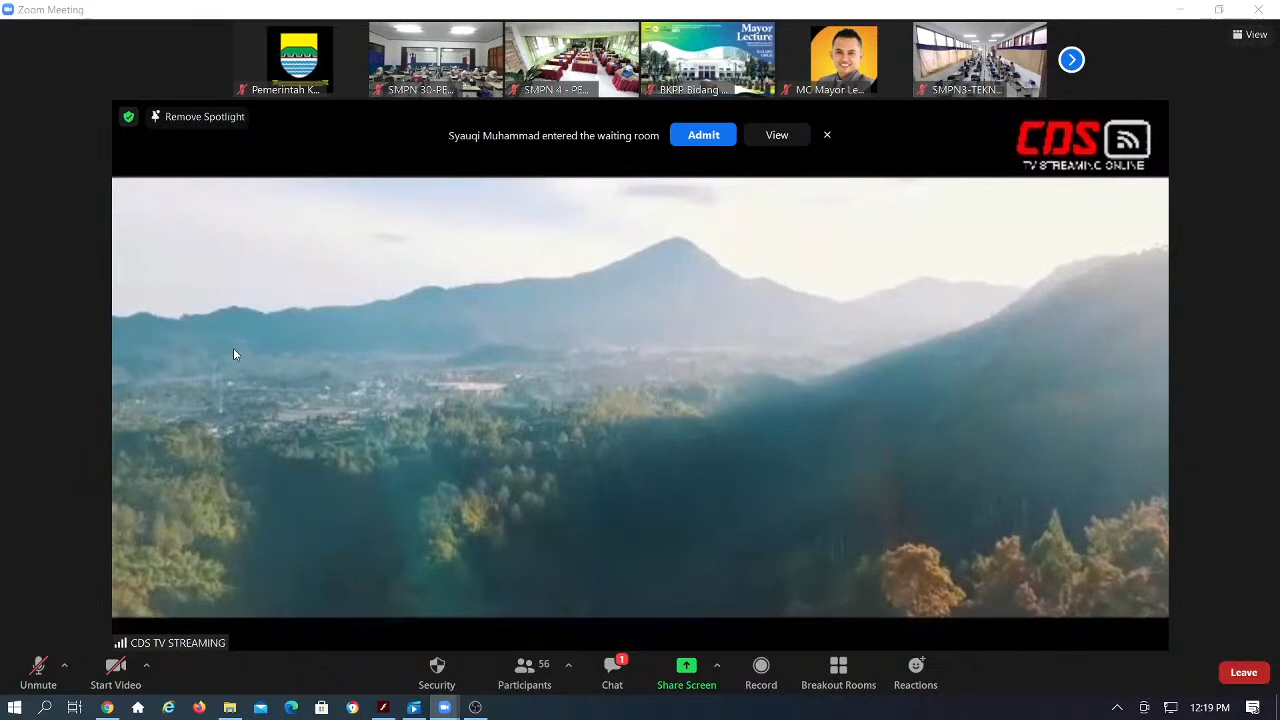 Zoom Meeting
View
Mayor
Lecture
Pemerintah K...
SMPN 30-PE...
SMPN 4 - PE...
BKPP Bidang ...
MC Mayor Le...
SMPN3-TEKN...
Remove Spotlight
Syauqi Muhammad entered the waiting room
Admit
View
CDS
TV STREAMING ONLINE
CDS TV STREAMING
56
1
Unmute
Start Video
Security
Participants
Chat
Share Screen
Record
Breakout Rooms
Reactions
Leave
12:19 PM